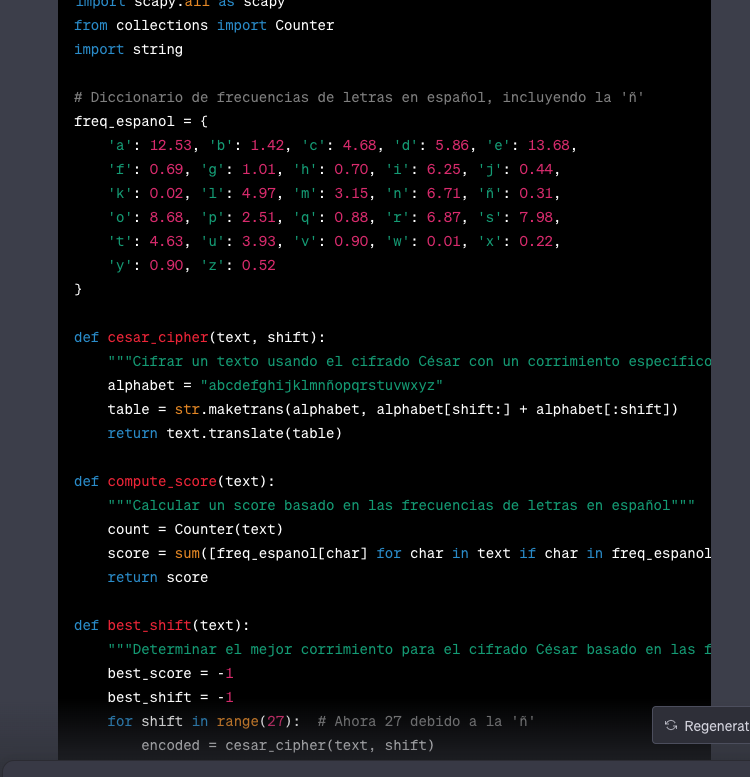 import scapy.all as scapy
from collections import Counter
import string
# Diccionario de frecuencias de letras en español, incluyendo la 'ñ'
freq_espanol = {
'a': 12.53, 'b': 1.42, 'c': 4.68, 'd': 5.86, 'e': 13.68,
'f': 0.69, 'g': 1.01, 'h': 0.70, 'i': 6.25, 'j': 0.44,
'k': 0.02, 'l': 4.97, 'm': 3.15, 'n': 6.71, 'ñ': 0.31,
'o': 8.68, 'p': 2.51, 'q': 0.88, 'r': 6.87, 's': 7.98,
't': 4.63, 'u': 3.93, 'v': 0.90, 'w': 0.01, 'x': 0.22,
'y': 0.90, 'z': 0.52
}
def cesar_cipher(text, shift):
"""Cifrar un texto usando el cifrado César con un corrimiento específico
alphabet = "abcdefghijklmnñopqrstuvwxyz"
table = str.maketrans(alphabet, alphabet[shift:] + alphabet[:shift])
return text.translate(table)
def compute_score(text):
"""Calcular un score basado en las frecuencias de letras en español"""
count = Counter(text)
score = sum([freq_espanol[char] for char in text if char in freq_espanol
return score
def best_shift(text):
"""Determinar el mejor corrimiento para el cifrado César basado en las f
best_score = -1
best_shift = -1
for shift in range(27):  # Ahora 27 debido a la 'ñ'
encoded = cesar_cipher(text, shift)
Regenerat